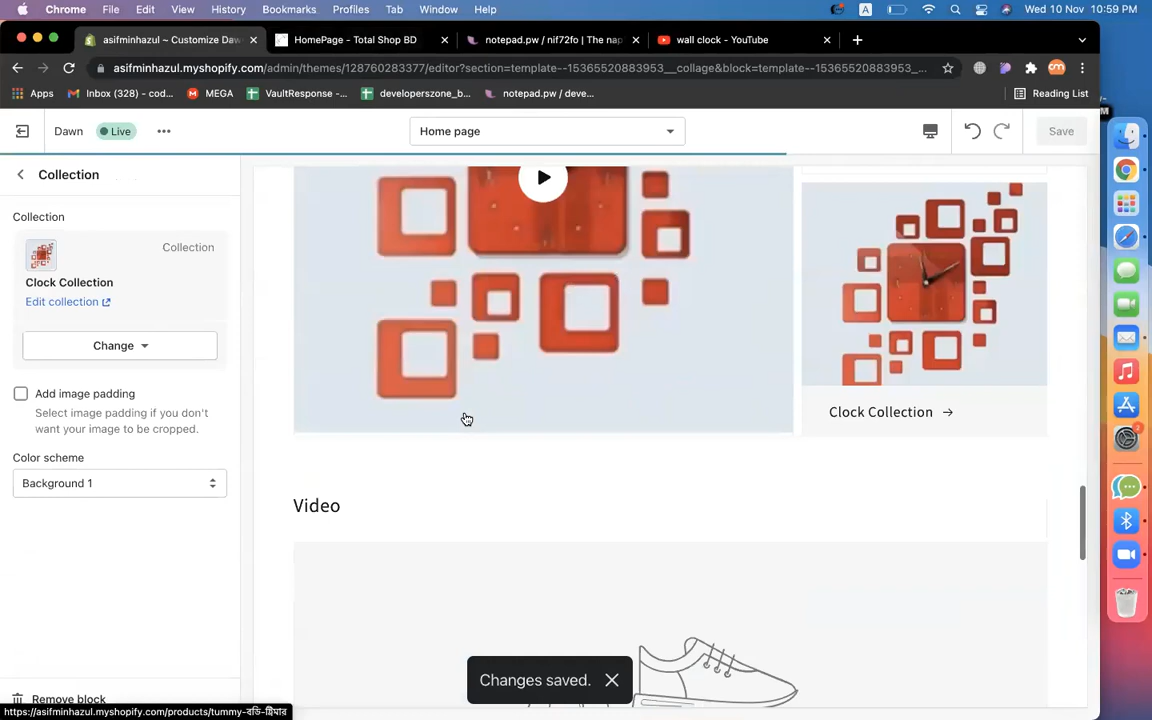 Chrome File Edit View History Bookmarks Profiles Tab Window Help A Wed 10 Nov 10:59 PM
asifminhazul ~ Customize Daw HomePage - Total Shop BD notepad.pw / nif72fo | The nap wall clock - YouTube
asifminhazul.myshopify.com/admin/themes/128760283377/editor?section=template--15365520883953__collage&block=template--15365520883953__...
Apps Inbox (328) - cod... MEGA VaultResponse -... developerszone_b... notepad.pw / deve... Reading List
Dawn Live Home page Save
Collection
Collection
Collection
Clock Collection
Edit collection
Change
Add image padding
Select image padding if you don't
want your image to be cropped.
Color scheme
Background 1
Remove block
Clock Collection →
Video
Changes saved.
https://asifminhazul.myshopify.com/products/tummy-বডি-ট্রিমার
2